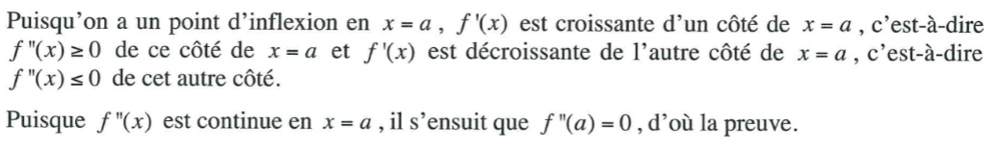 Puisqu'on a un point d'inflexion en x = a , f '(x) est croissante d'un côté de x = a , c'est-à-dire
f "(x) ≥ 0 de ce côté de x = a et f '(x) est décroissante de l'autre côté de x = a , c'est-à-dire
f "(x) ≤ 0 de cet autre côté.
Puisque f "(x) est continue en x = a , il s'ensuit que f "(a) = 0 , d'où la preuve.